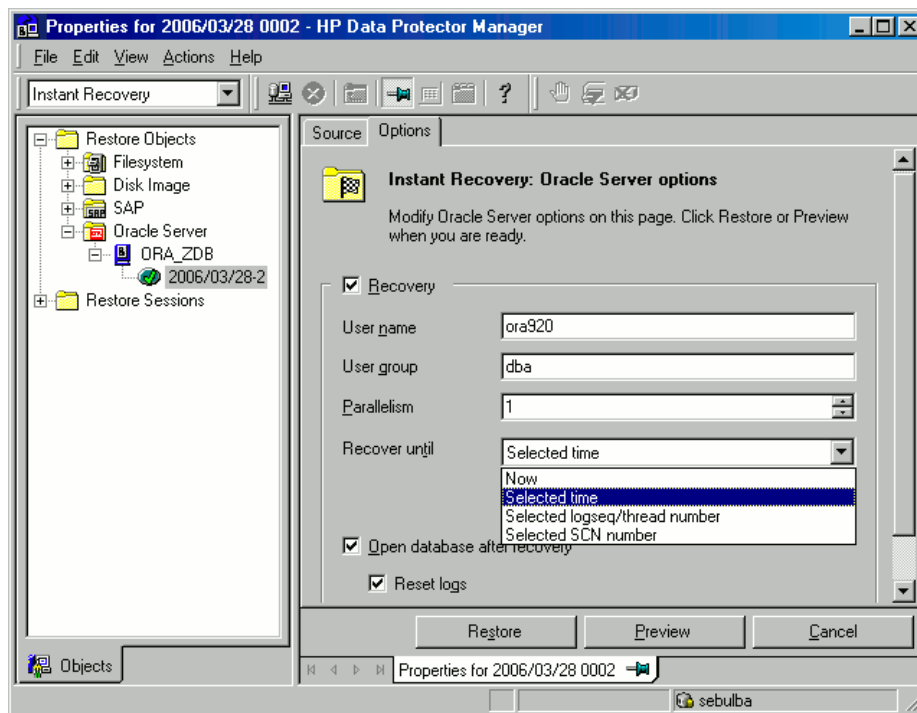 Properties for 2006/03/28 0002 - HP Data Protector Manager
File Edit View Actions Help
Instant Recovery
Restore Objects
Filesystem
Disk Image
SAP
Oracle Server
ORA_ZDB
2006/03/28-2
Restore Sessions
Objects
Source Options
Instant Recovery: Oracle Server options
Modify Oracle Server options on this page. Click Restore or Preview
when you are ready.
Recovery
User name ora920
User group dba
Parallelism 1
Recover until Selected time
Now
Selected time
Selected logseq/thread number
Selected SCN number
Open database after recovery
Reset logs
Restore Preview Cancel
Properties for 2006/03/28 0002
sebulba